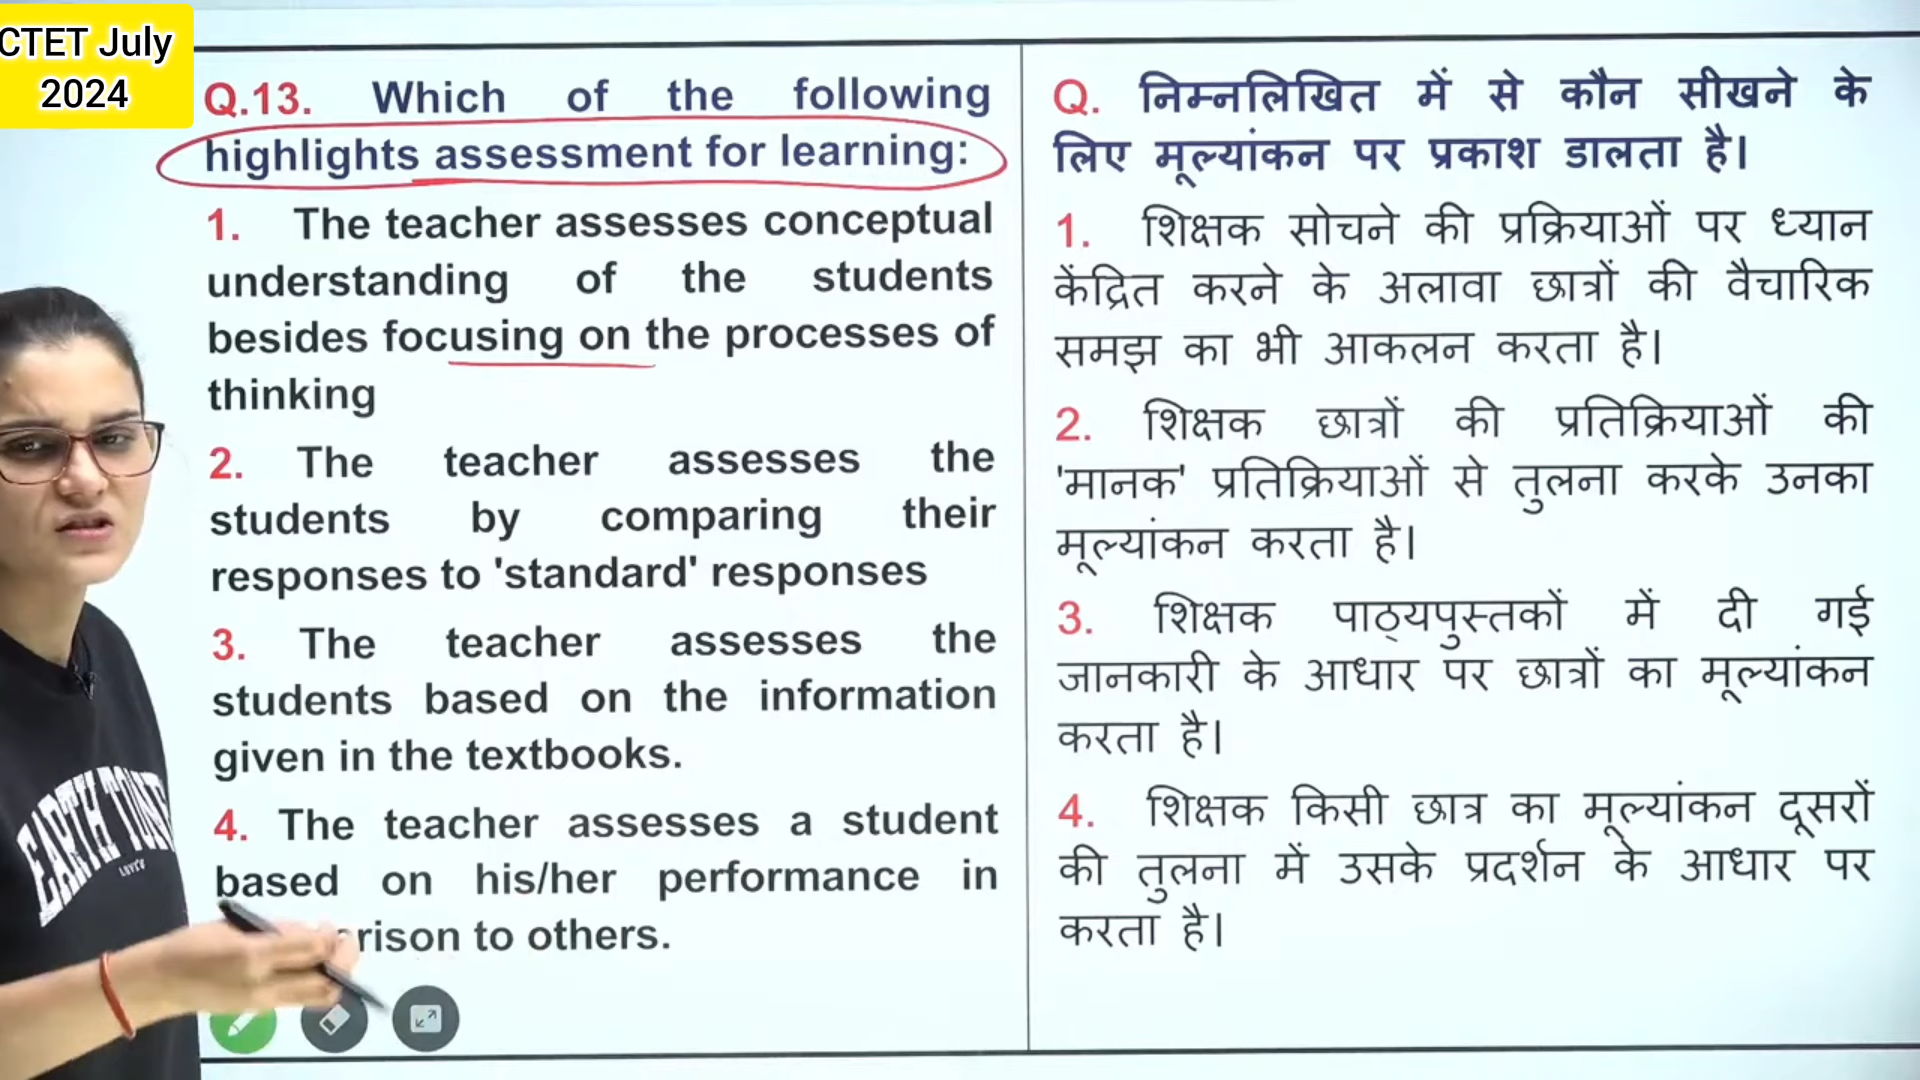 CTET July
2024
Q.13. Which of the following
highlights assessment for learning:
1. The teacher assesses conceptual
understanding of the students
besides focusing on the processes of
thinking
2. The teacher assesses the
students by comparing their
responses to 'standard' responses
3. The teacher assesses the
students based on the information
given in the textbooks.
4. The teacher assesses a student
based on his/her performance in
rison to others.
Q. निम्नलिखित में से कौन सीखने के
लिए मूल्यांकन पर प्रकाश डालता है।
1. शिक्षक सोचने की प्रक्रियाओं पर ध्यान
केंद्रित करने के अलावा छात्रों की वैचारिक
समझ का भी आकलन करता है।
2. शिक्षक छात्रों की प्रतिक्रियाओं की
'मानक' प्रतिक्रियाओं से तुलना करके उनका
मूल्यांकन करता है।
3. शिक्षक पाठ्यपुस्तकों में दी गई
जानकारी के आधार पर छात्रों का मूल्यांकन
करता है।
4. शिक्षक किसी छात्र का मूल्यांकन दूसरों
की तुलना में उसके प्रदर्शन के आधार पर
करता है।
EARTH TONE